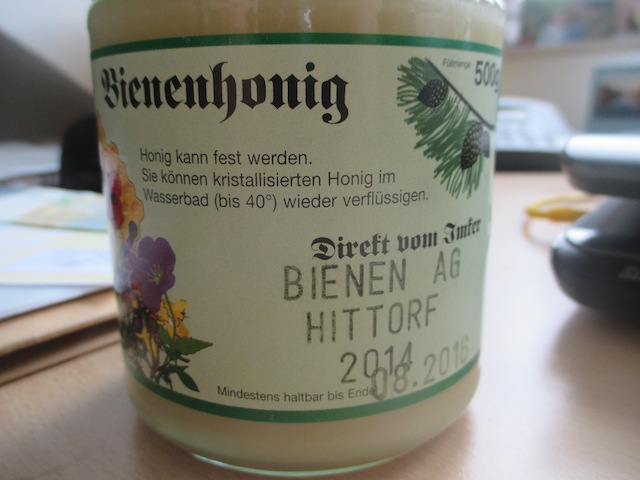 Bienenhonig
Füllmenge: 500g
Honig kann fest werden.
Sie können kristallisierten Honig im
Wasserbad (bis 40°) wieder verflüssigen.
Direkt vom Imker
BIENEN AG
HITTORF
2014
08.2016
Mindestens haltbar bis Ende